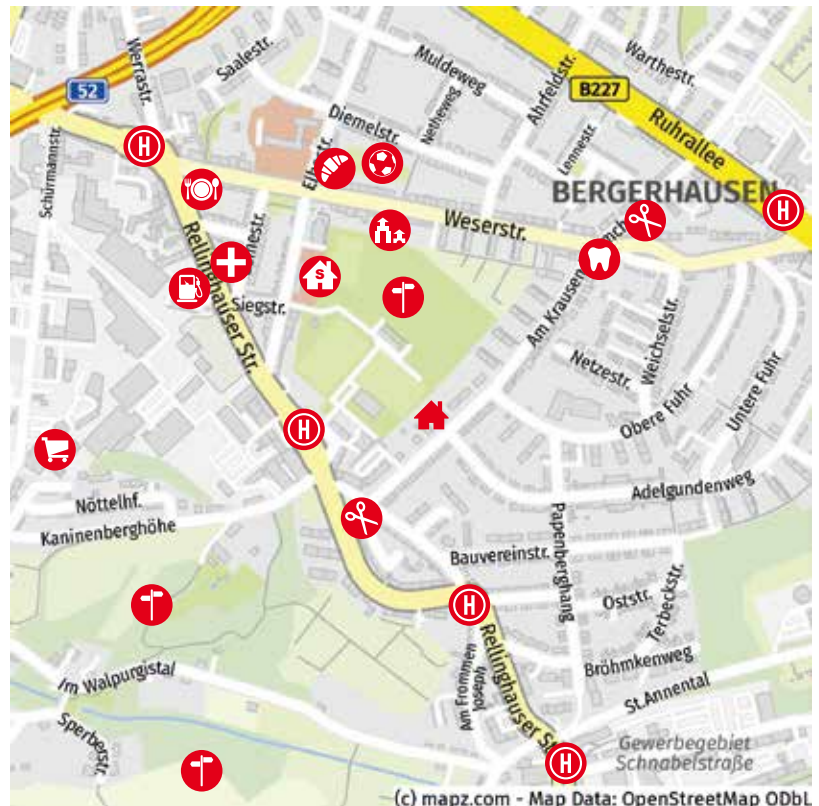 52
Werrastr.
Saalestr.
Muldeweg
Warthestr.
Ahrfeldstr.
B227
Schürmannstr.
Diemelstr.
Netheweg
Lennestr.
Ruhrallee
H
BERGERHAUSEN
H
Weserstr.
S
Siegstr.
Rellinghauser Str.
Am Krausen
Weichselstr.
Netzestr.
Obere Fuhr
Untere Fuhr
H
Adelgundenweg
Nöttelhf.
Kaninenberghöhe
Papenberghang
Bauvereinstr.
H
Oststr.
Terbeckstr.
Rellinghauser St
Bröhmkenweg
Im Walpurgistal
Am Frommen
Joseph
St.Annental
Sperberstr.
Gewerbegebiet
Schnabelstraße
H
(c) mapz.com - Map Data: OpenStreetMap ODbL